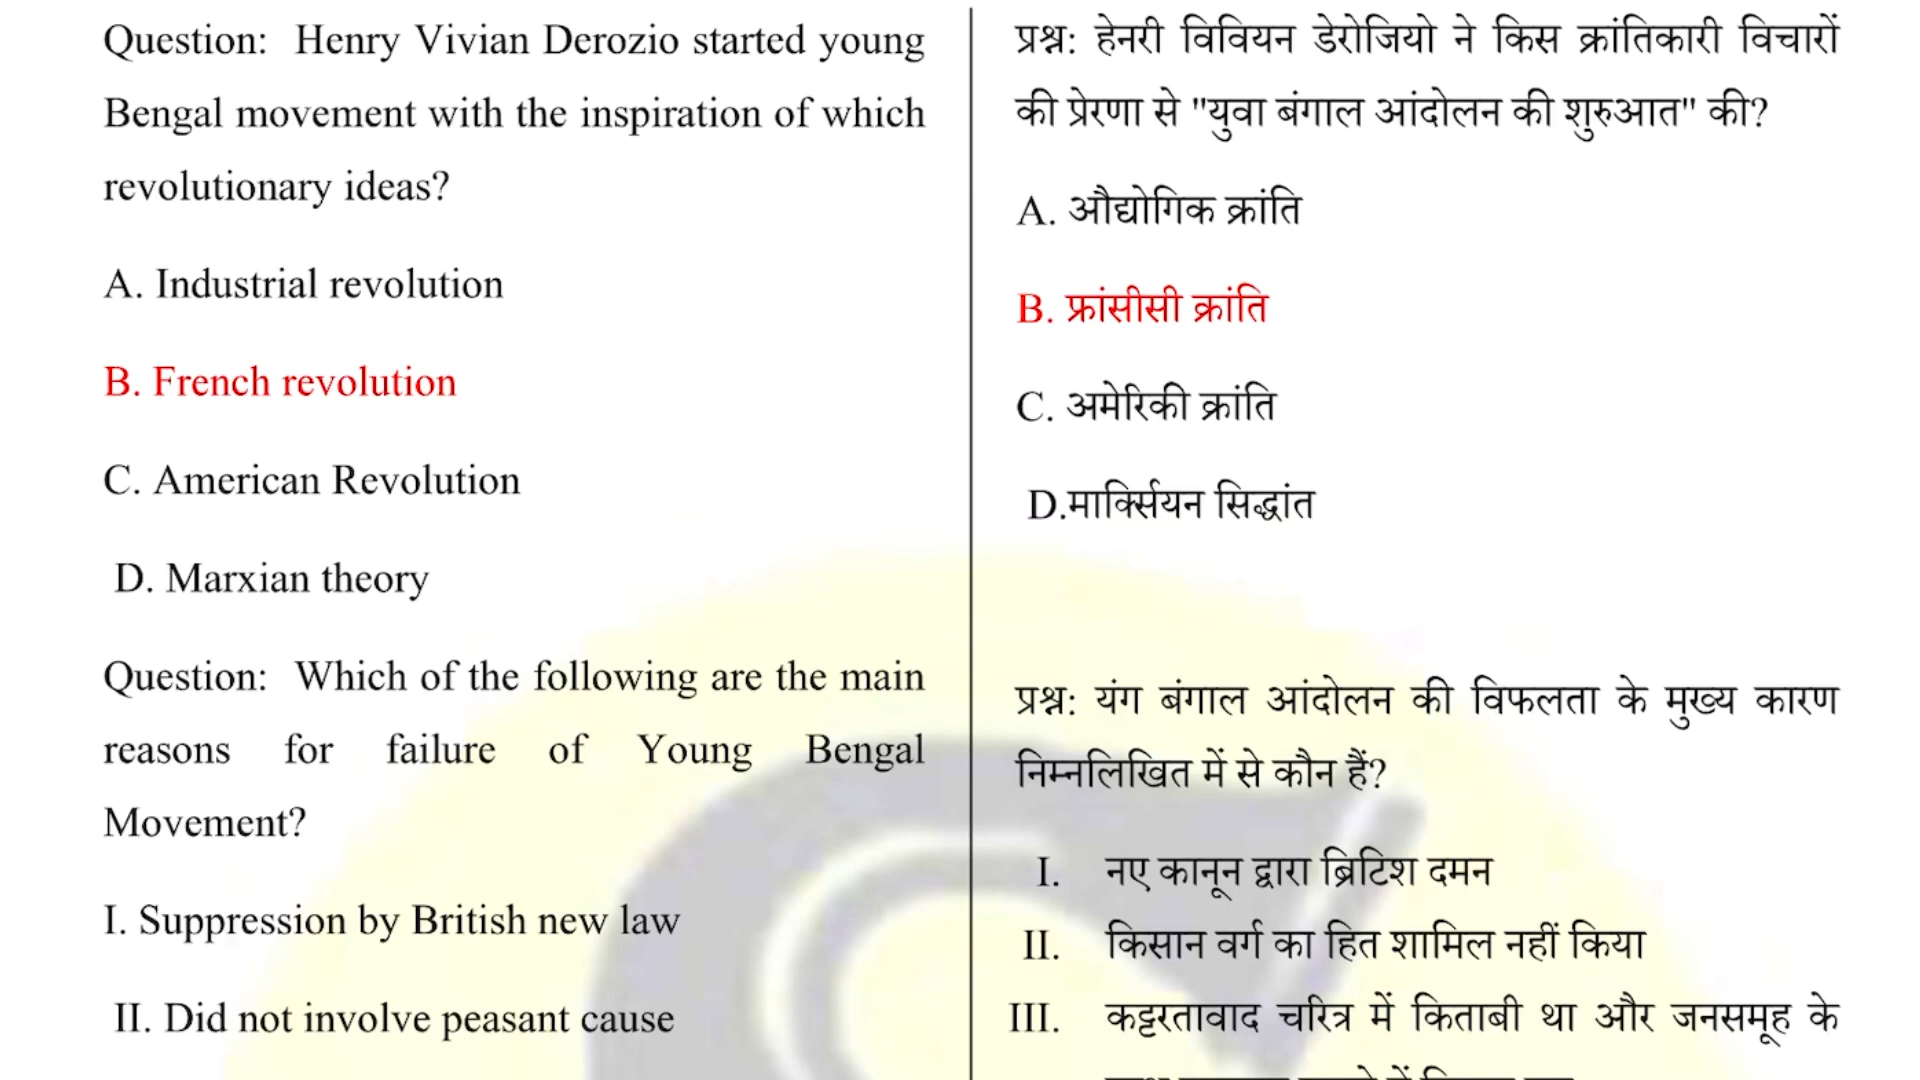 Question: Henry Vivian Derozio started young
Bengal movement with the inspiration of which
revolutionary ideas?
A. Industrial revolution
B. French revolution
C. American Revolution
D. Marxian theory
Question: Which of the following are the main
reasons for failure of Young Bengal
Movement?
I. Suppression by British new law
II. Did not involve peasant cause
प्रश्न: हेनरी विवियन डेरोजियो ने किस क्रांतिकारी विचारों
की प्रेरणा से "युवा बंगाल आंदोलन की शुरुआत" की?
A. औद्योगिक क्रांति
B. फ्रांसीसी क्रांति
C. अमेरिकी क्रांति
D.मार्क्सियन सिद्धांत
प्रश्न: यंग बंगाल आंदोलन की विफलता के मुख्य कारण
निम्नलिखित में से कौन हैं?
I. नए कानून द्वारा ब्रिटिश दमन
II. किसान वर्ग का हित शामिल नहीं किया
III. कट्टरतावाद चरित्र में किताबी था और जनसमूह के